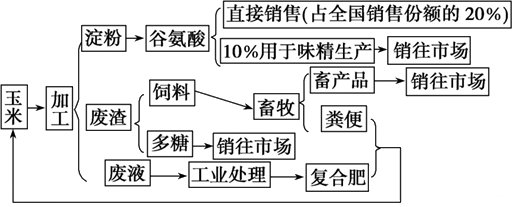 直接销售(占全国销售份额的20%)
淀粉
谷氨酸
10%用于味精生产
销往市场
玉米
加工
废渣
饲料
畜牧
畜产品
销往市场
粪便
多糖
销往市场
废液
工业处理
复合肥